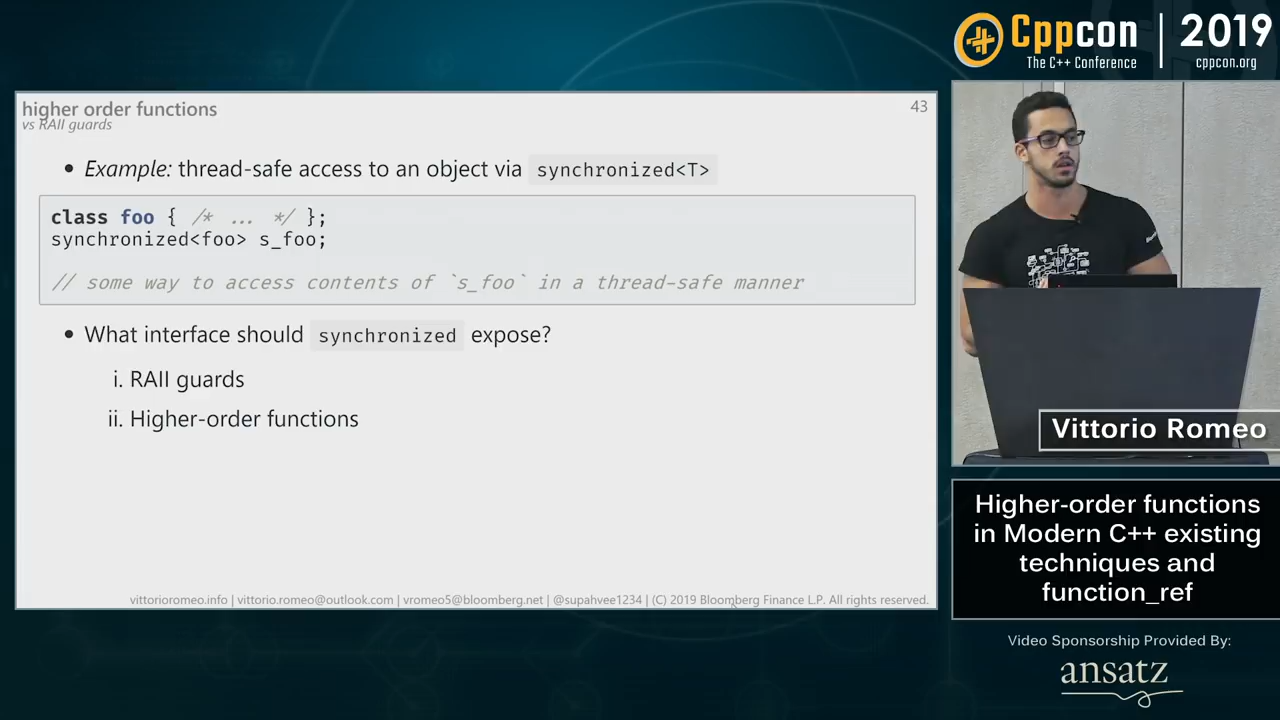 higher order functions
vs RAII guards
43
• Example: thread-safe access to an object via synchronized<T>
class foo { /* ... */ };
synchronized<foo> s_foo;
// some way to access contents of `s_foo` in a thread-safe manner
• What interface should synchronized expose?
i. RAII guards
ii. Higher-order functions
vittorioromeo.info | vittorio.romeo@outlook.com | vromeo5@bloomberg.net | @supahvee1234 | (C) 2019 Bloomberg Finance L.P. All rights reserved.
Cppcon | 2019
The C++ Conference
cppcon.org
Vittorio Romeo
Higher-order functions
in Modern C++ existing
techniques and
function_ref
Video Sponsorship Provided By:
ansatz